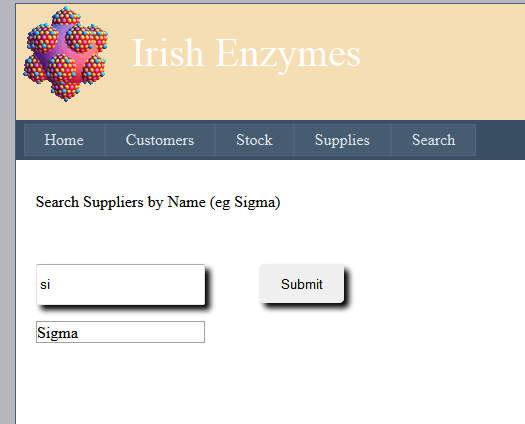 Irish Enzymes
Home Customers Stock Supplies Search
Search Suppliers by Name (eg Sigma)
si Submit
Sigma